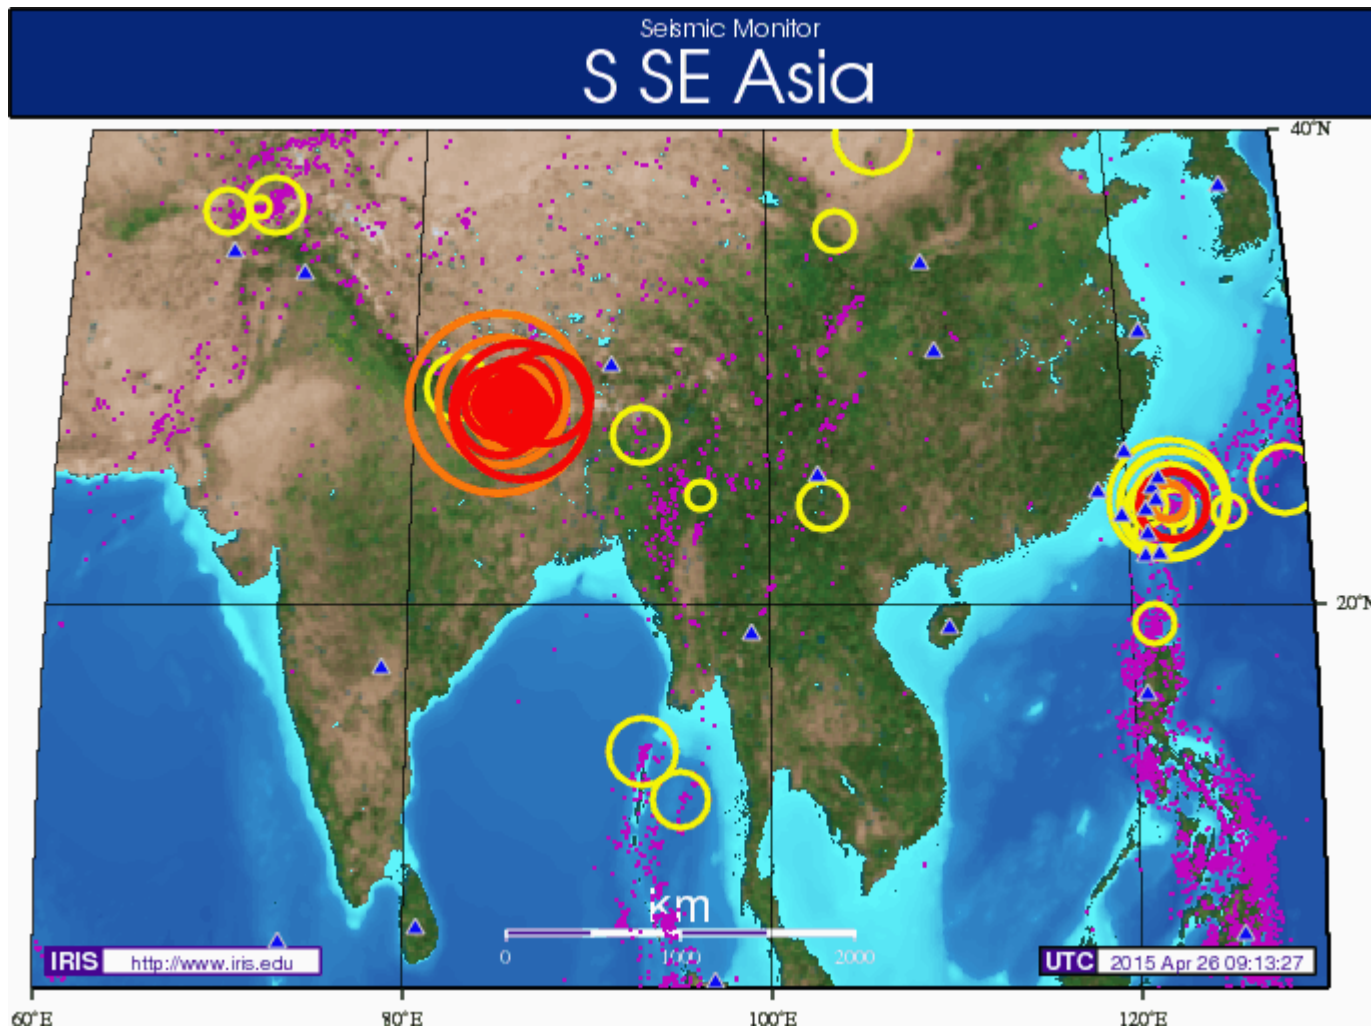 Seismic Monitor
S SE Asia
40°N
20°N
km
0 1000 2000
IRIS http://www.iris.edu
UTC 2015 Apr 26 09:13:27
60°E 80°E 100°E 120°E